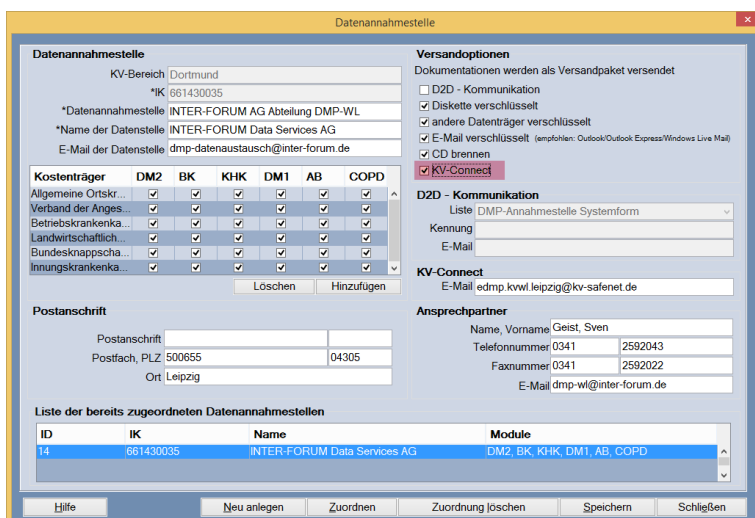 Datenannahmestelle
x
Datenannahmestelle
KV-Bereich Dortmund
*IK 661430035
*Datenannahmestelle INTER-FORUM AG Abteilung DMP-WL
*Name der Datenstelle INTER-FORUM Data Services AG
E-Mail der Datenstelle dmp-datenaustausch@inter-forum.de
Kostenträger DM2 BK KHK DM1 AB COPD
Allgemeine Ortskr...
Verband der Anges...
Betriebskrankenka...
Landwirtschaftlich...
Bundesknappscha...
Innungskrankenka...
Löschen Hinzufügen
Postanschrift
Postanschrift
Postfach, PLZ 500655 04305
Ort Leipzig
Versandoptionen
Dokumentationen werden als Versandpaket versendet
D2D - Kommunikation
Diskette verschlüsselt
andere Datenträger verschlüsselt
E-Mail verschlüsselt (empfohlen: Outlook/Outlook Express/Windows Live Mail)
CD brennen
KV-Connect
D2D - Kommunikation
Liste DMP-Annahmestelle Systemform
Kennung
E-Mail
KV-Connect
E-Mail edmp.kvwl.leipzig@kv-safenet.de
Ansprechpartner
Name, Vorname Geist, Sven
Telefonnummer 0341 2592043
Faxnummer 0341 2592022
E-Mail dmp-wl@inter-forum.de
Liste der bereits zugeordneten Datenannahmestellen
ID IK Name Module
14 661430035 INTER-FORUM Data Services AG DM2, BK, KHK, DM1, AB, COPD
Hilfe Neu anlegen Zuordnen Zuordnung löschen Speichern Schließen